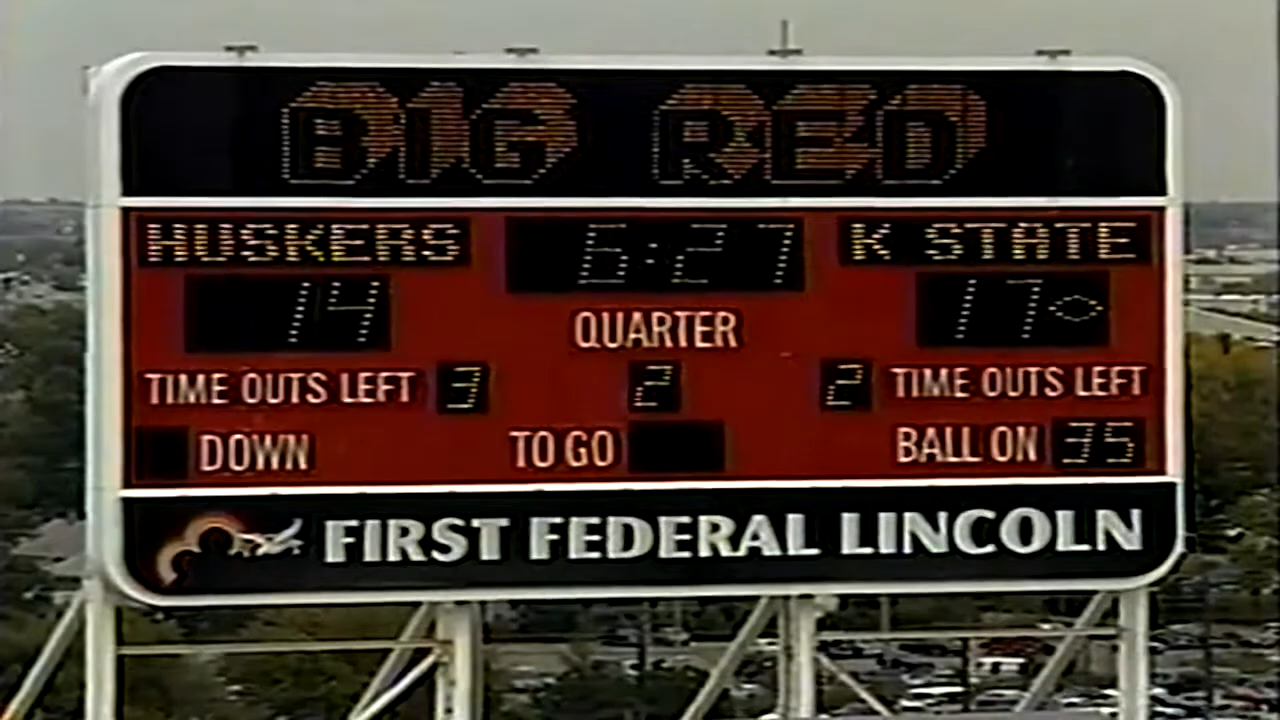 BIG RED
HUSKERS 6:27 K STATE
14 17
QUARTER
TIME OUTS LEFT 3 2 2 TIME OUTS LEFT
DOWN TO GO BALL ON 35
FIRST FEDERAL LINCOLN